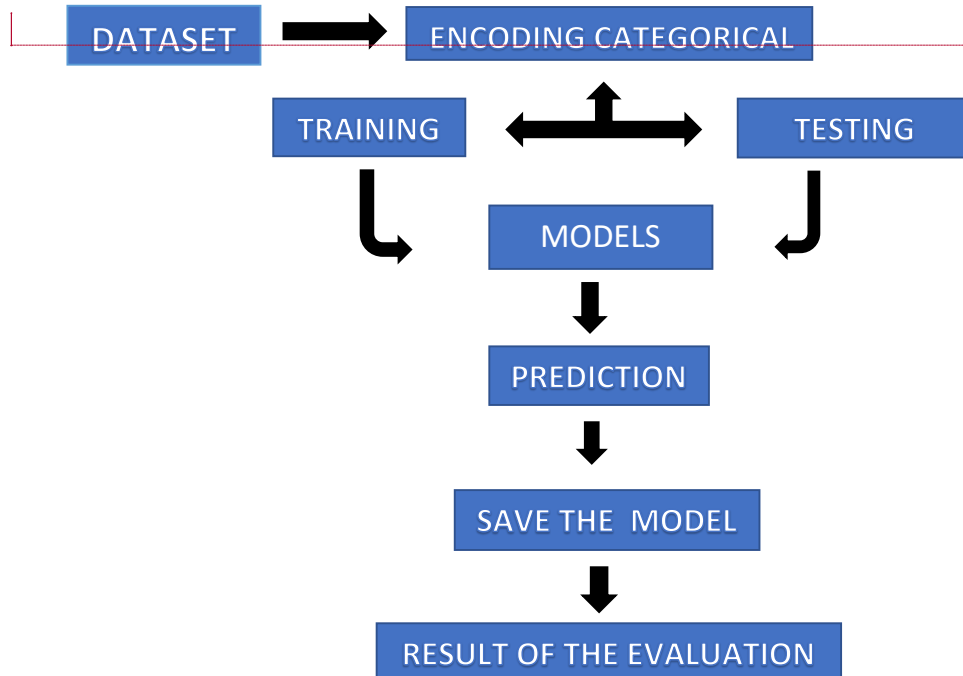 DATASET
ENCODING CATEGORICAL
TRAINING
TESTING
MODELS
PREDICTION
SAVE THE MODEL
RESULT OF THE EVALUATION